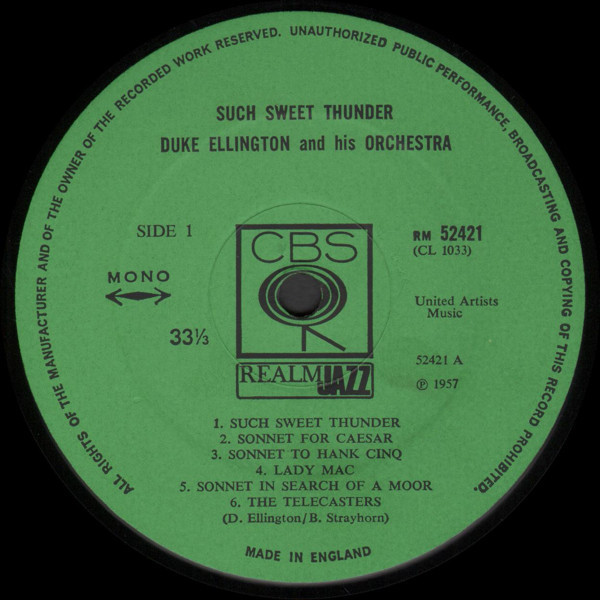 ALL RIGHTS OF THE MANUFACTURER AND OF THE OWNER OF THE RECORDED WORK RESERVED. UNAUTHORIZED PUBLIC PERFORMANCE, BROADCASTING AND COPYING OF THIS RECORD PROHIBITED.
SUCH SWEET THUNDER
DUKE ELLINGTON and his ORCHESTRA
SIDE 1
MONO
33⅓
CBS
REALM JAZZ
RM 52421
(CL 1033)
United Artists
Music
52421 A
℗ 1957
1. SUCH SWEET THUNDER
2. SONNET FOR CAESAR
3. SONNET TO HANK CINQ
4. LADY MAC
5. SONNET IN SEARCH OF A MOOR
6. THE TELECASTERS
(D. Ellington/B. Strayhorn)
MADE IN ENGLAND